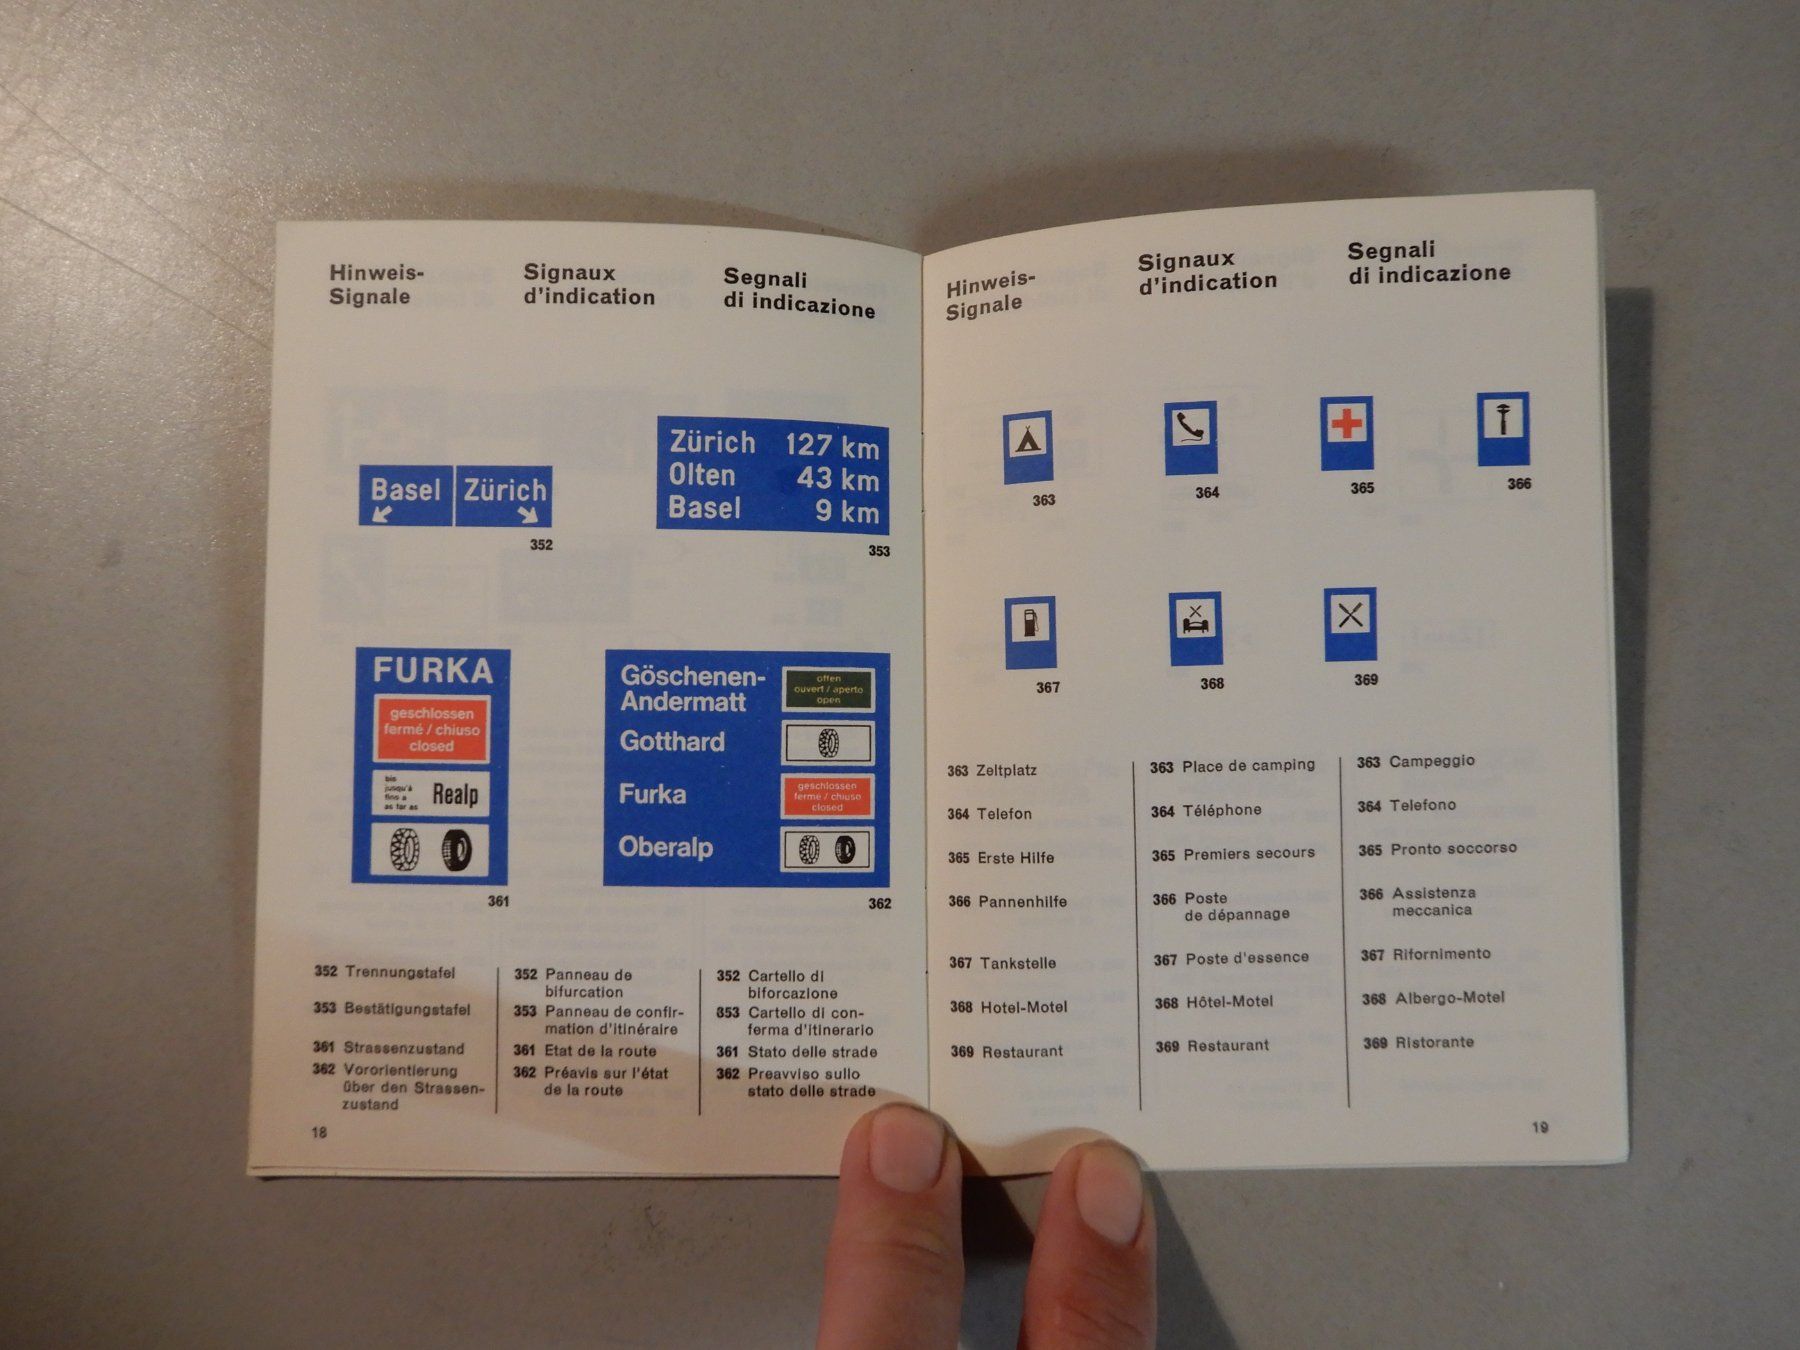 Hinweis-
Signale
Signaux
d'indication
Segnali
di indicazione
Basel
Zürich
352
Zürich 127 km
Olten 43 km
Basel 9 km
353
FURKA
geschlossen
fermé / chiuso
closed
bis
jusqu'à
fino a
as far as
Realp
361
Göschenen-
Andermatt
offen
ouvert / aperto
open
Gotthard
Furka
geschlossen
fermé / chiuso
closed
Oberalp
362
352 Trennungstafel
353 Bestätigungstafel
361 Strassenzustand
362 Vororientierung
über den Strassen-
zustand
352 Panneau de
bifurcation
353 Panneau de confir-
mation d'itinéraire
361 Etat de la route
362 Préavis sur l'état
de la route
352 Cartello di
biforcazione
353 Cartello di con-
ferma d'itinerario
361 Stato delle strade
362 Preavviso sullo
stato delle strade
18
Hinweis-
Signale
Signaux
d'indication
Segnali
di indicazione
363
364
365
366
367
368
369
363 Zeltplatz
364 Telefon
365 Erste Hilfe
366 Pannenhilfe
367 Tankstelle
368 Hotel-Motel
369 Restaurant
363 Place de camping
364 Téléphone
365 Premiers secours
366 Poste
de dépannage
367 Poste d'essence
368 Hôtel-Motel
369 Restaurant
363 Campeggio
364 Telefono
365 Pronto soccorso
366 Assistenza
meccanica
367 Rifornimento
368 Albergo-Motel
369 Ristorante
19